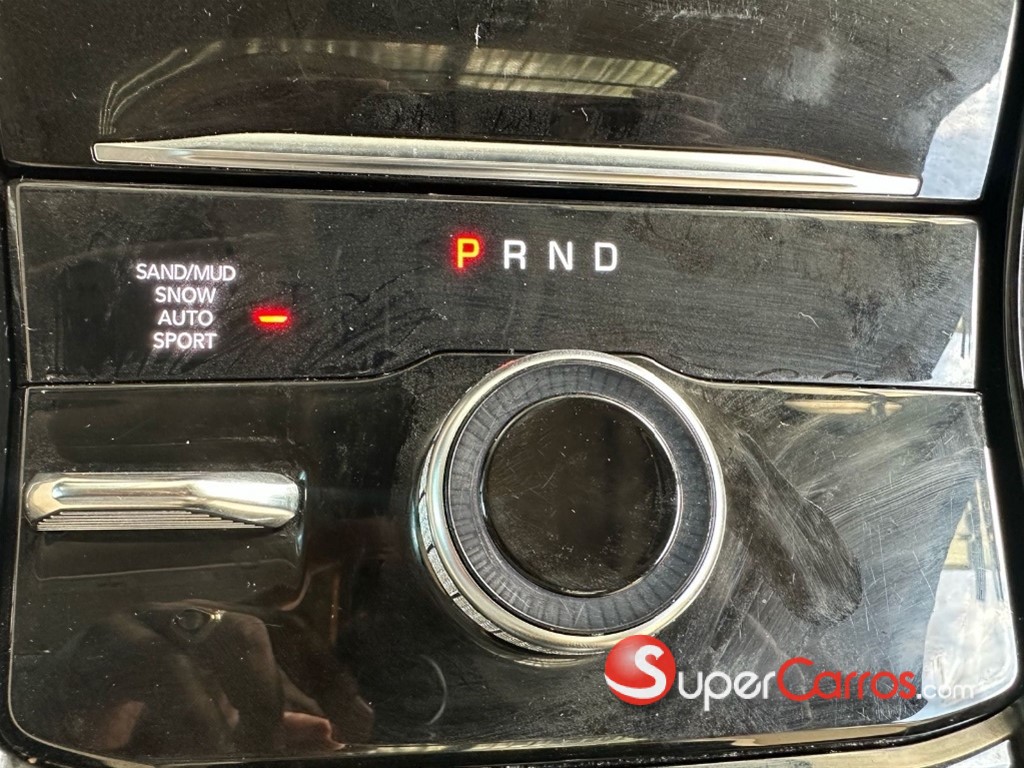 P R N D
SAND/MUD
SNOW
AUTO
SPORT
SuperCarros.com